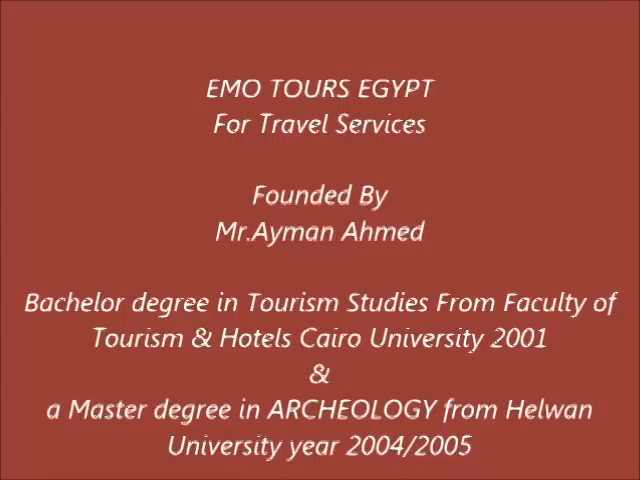 EMO TOURS EGYPT
For Travel Services
Founded By
Mr.Ayman Ahmed
Bachelor degree in Tourism Studies From Faculty of
Tourism & Hotels Cairo University 2001
&
a Master degree in ARCHEOLOGY from Helwan
University year 2004/2005